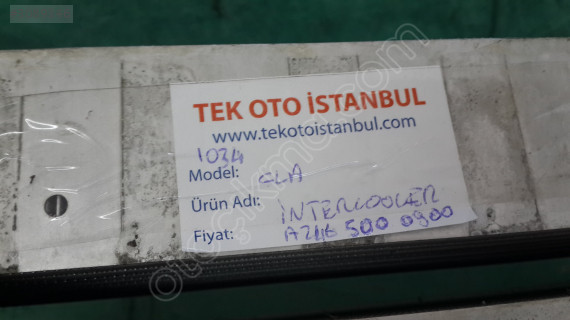 TEK OTO İSTANBUL
www.tekotoistanbul.com
1034
Model: CLA
Ürün Adı: INTERCOOLER
Fiyat: A246 500 0900